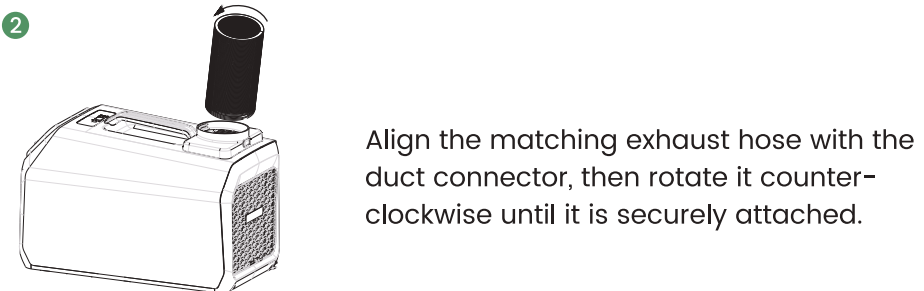 2
Align the matching exhaust hose with the
duct connector, then rotate it counter-
clockwise until it is securely attached.